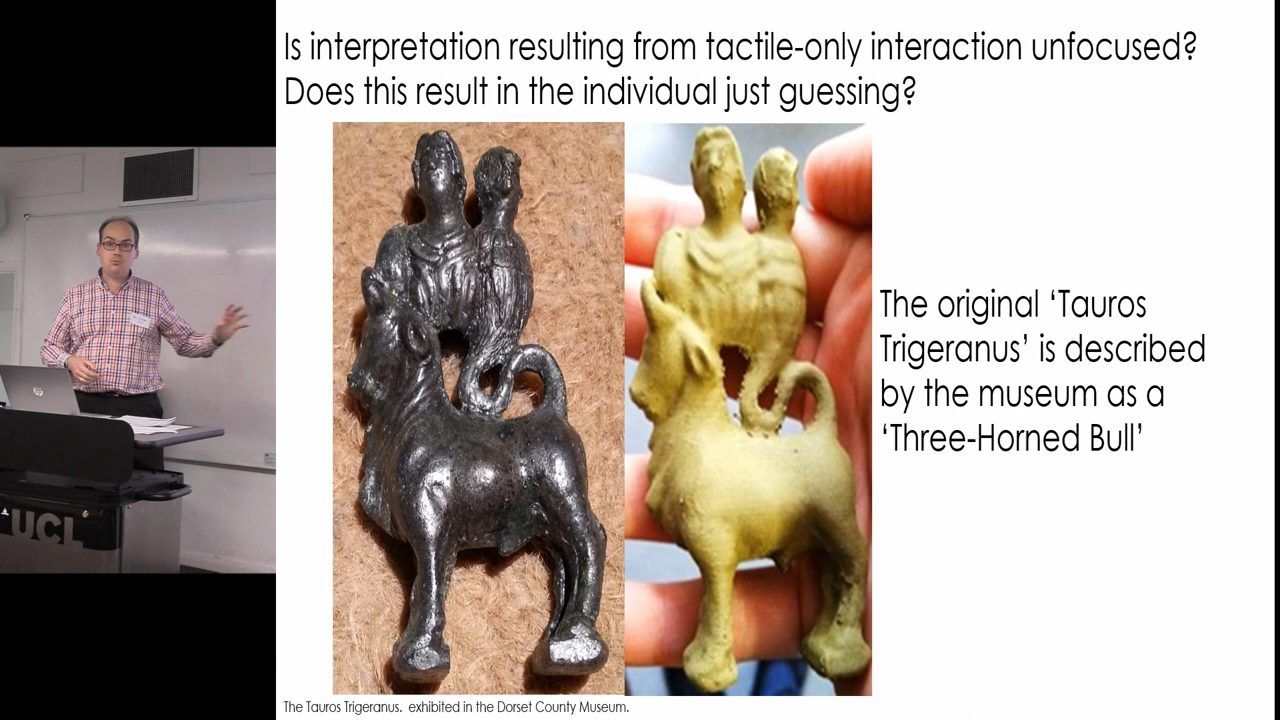 Is interpretation resulting from tactile-only interaction unfocused?
Does this result in the individual just guessing?
The original ‘Tauros
Trigeranus’ is described
by the museum as a
‘Three-Horned Bull’
The Tauros Trigeranus. exhibited in the Dorset County Museum.
UCL